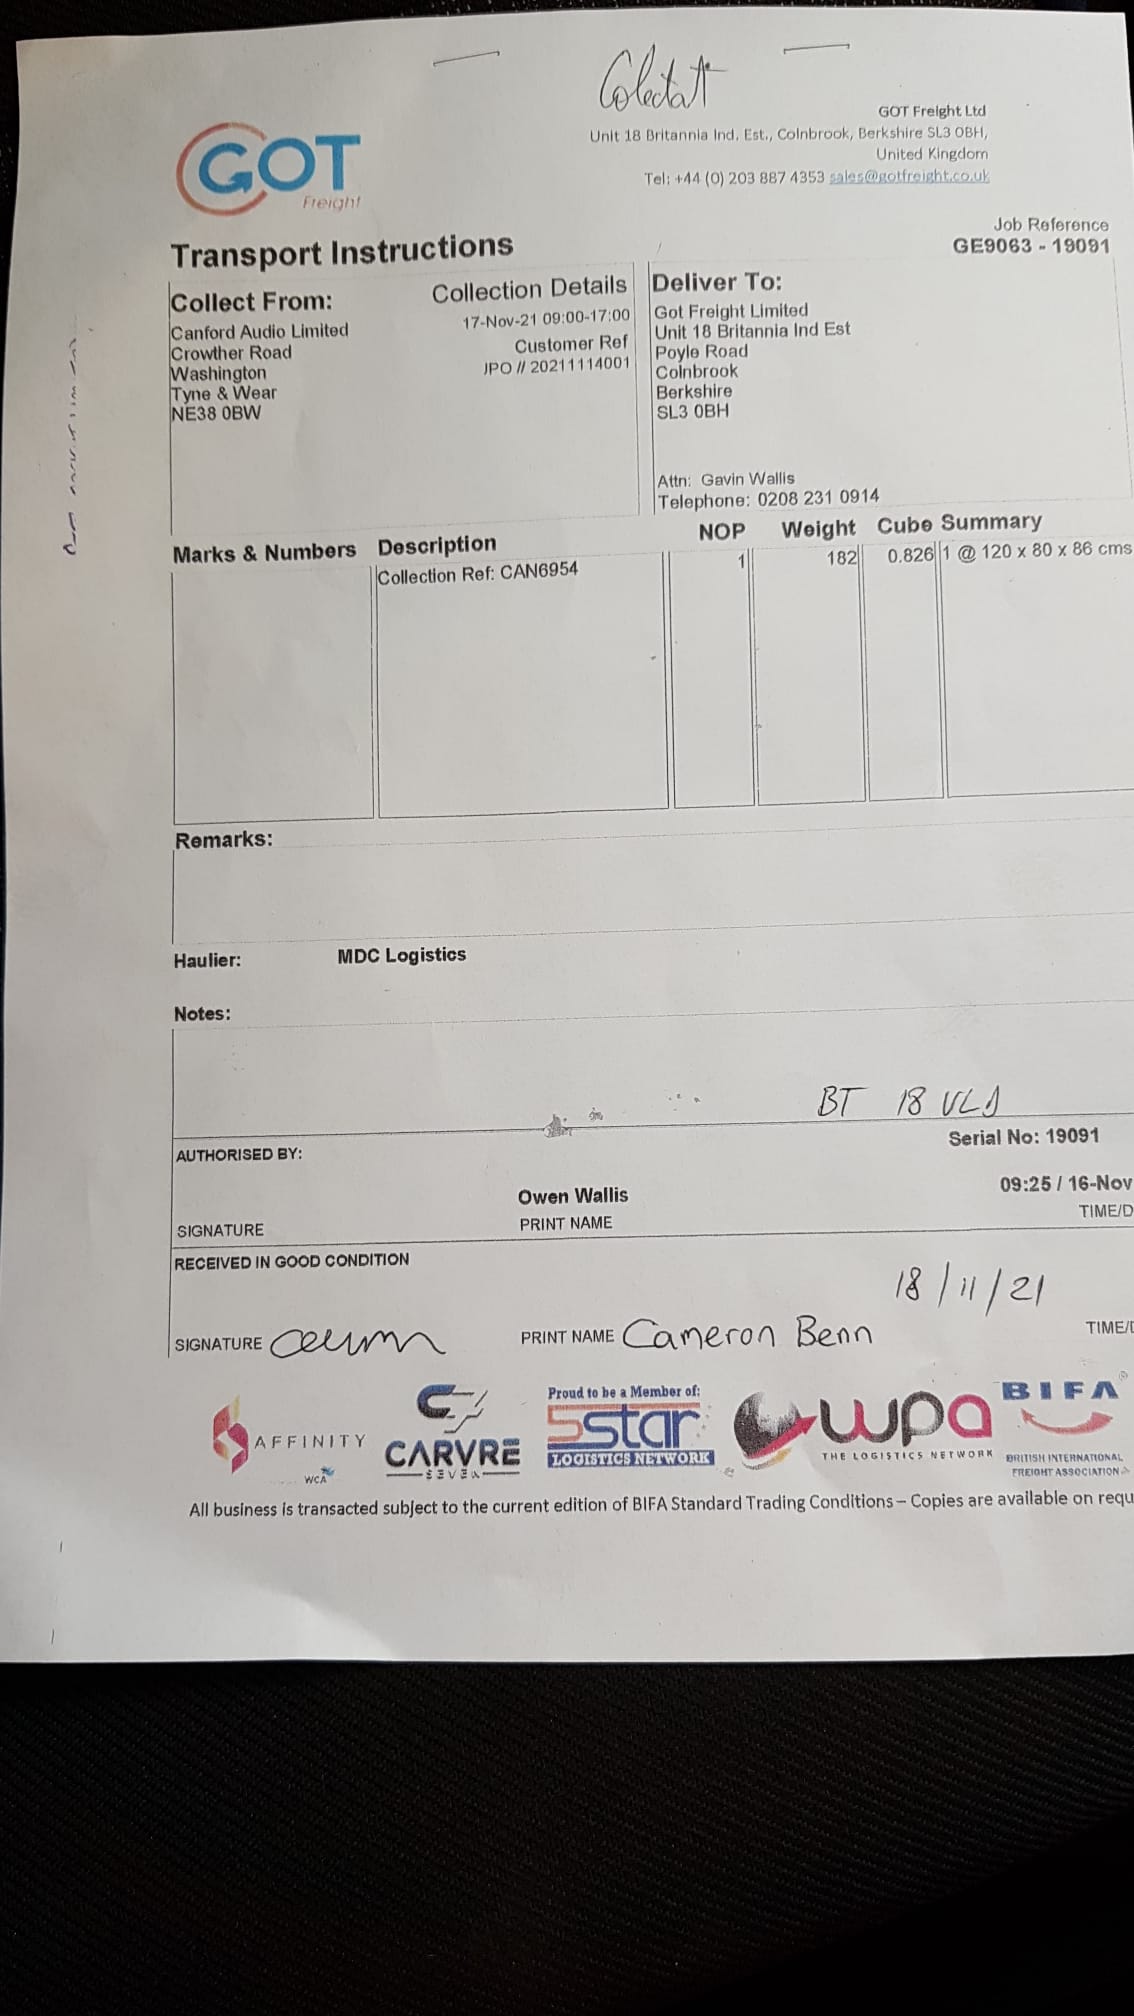 GOT
Freight
GOT Freight Ltd
Unit 18 Britannia Ind. Est., Colnbrook, Berkshire SL3 0BH,
United Kingdom
Tel: +44 (0) 203 887 4353 sales@gotfreight.co.uk
Job Reference
GE9063 - 19091
Transport Instructions
Collect From:
Canford Audio Limited
Crowther Road
Washington
Tyne & Wear
NE38 0BW
Collection Details
17-Nov-21 09:00-17:00
Customer Ref
JPO // 20211114001
Deliver To:
Got Freight Limited
Unit 18 Britannia Ind Est
Poyle Road
Colnbrook
Berkshire
SL3 0BH
Attn: Gavin Wallis
Telephone: 0208 231 0914
Marks & Numbers Description NOP Weight Cube Summary
Collection Ref: CAN6954 1 182 0.826 1 @ 120 x 80 x 86 cms
Remarks:
Haulier: MDC Logistics
Notes:
BT 18 VLA
Serial No: 19091
AUTHORISED BY:
Owen Wallis 09:25 / 16-Nov
SIGNATURE PRINT NAME TIME/D
RECEIVED IN GOOD CONDITION
18/11/21
SIGNATURE PRINT NAME Cameron Benn TIME/D
AFFINITY
WCA
CARVRE
SEVEN
Proud to be a Member of:
5star
LOGISTICS NETWORK
wpa
THE LOGISTICS NETWORK
BIFA
BRITISH INTERNATIONAL
FREIGHT ASSOCIATION
All business is transacted subject to the current edition of BIFA Standard Trading Conditions – Copies are available on requ